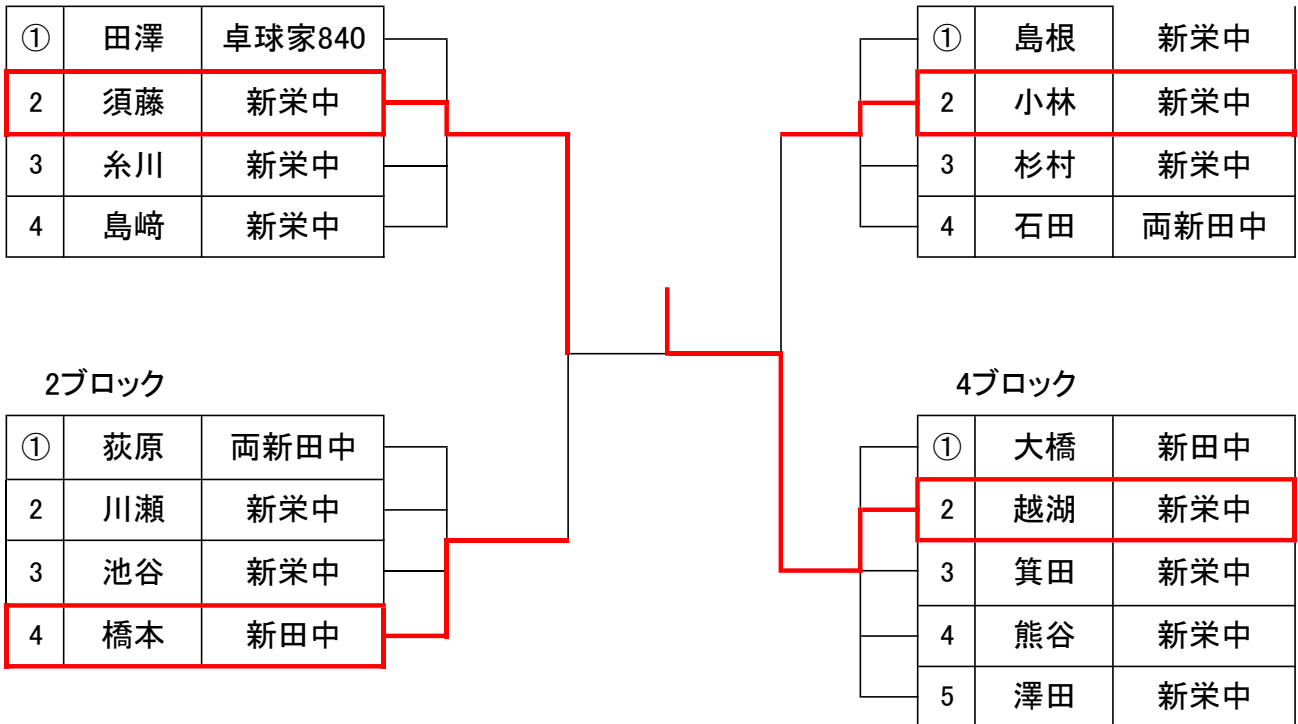 ① 田澤 卓球家840
2 須藤 新栄中
3 糸川 新栄中
4 島﨑 新栄中
2ブロック
① 荻原 両新田中
2 川瀬 新栄中
3 池谷 新栄中
4 橋本 新田中
① 島根 新栄中
2 小林 新栄中
3 杉村 新栄中
4 石田 両新田中
4ブロック
① 大橋 新田中
2 越湖 新栄中
3 箕田 新栄中
4 熊谷 新栄中
5 澤田 新栄中